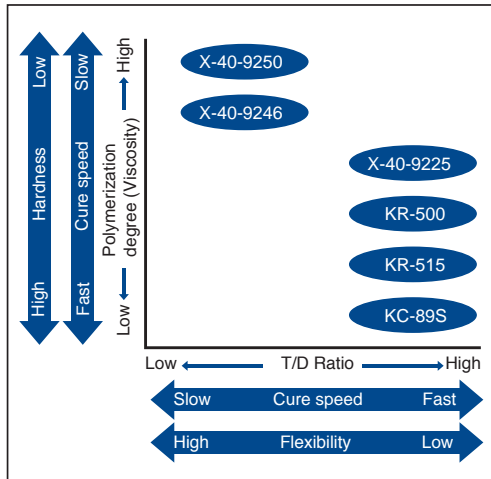 Low
Hardness
High
Slow
Cure speed
Fast
High
Polymerization
degree (Viscosity)
Low
X-40-9250
X-40-9246
X-40-9225
KR-500
KR-515
KC-89S
Low T/D Ratio High
Slow Cure speed Fast
High Flexibility Low